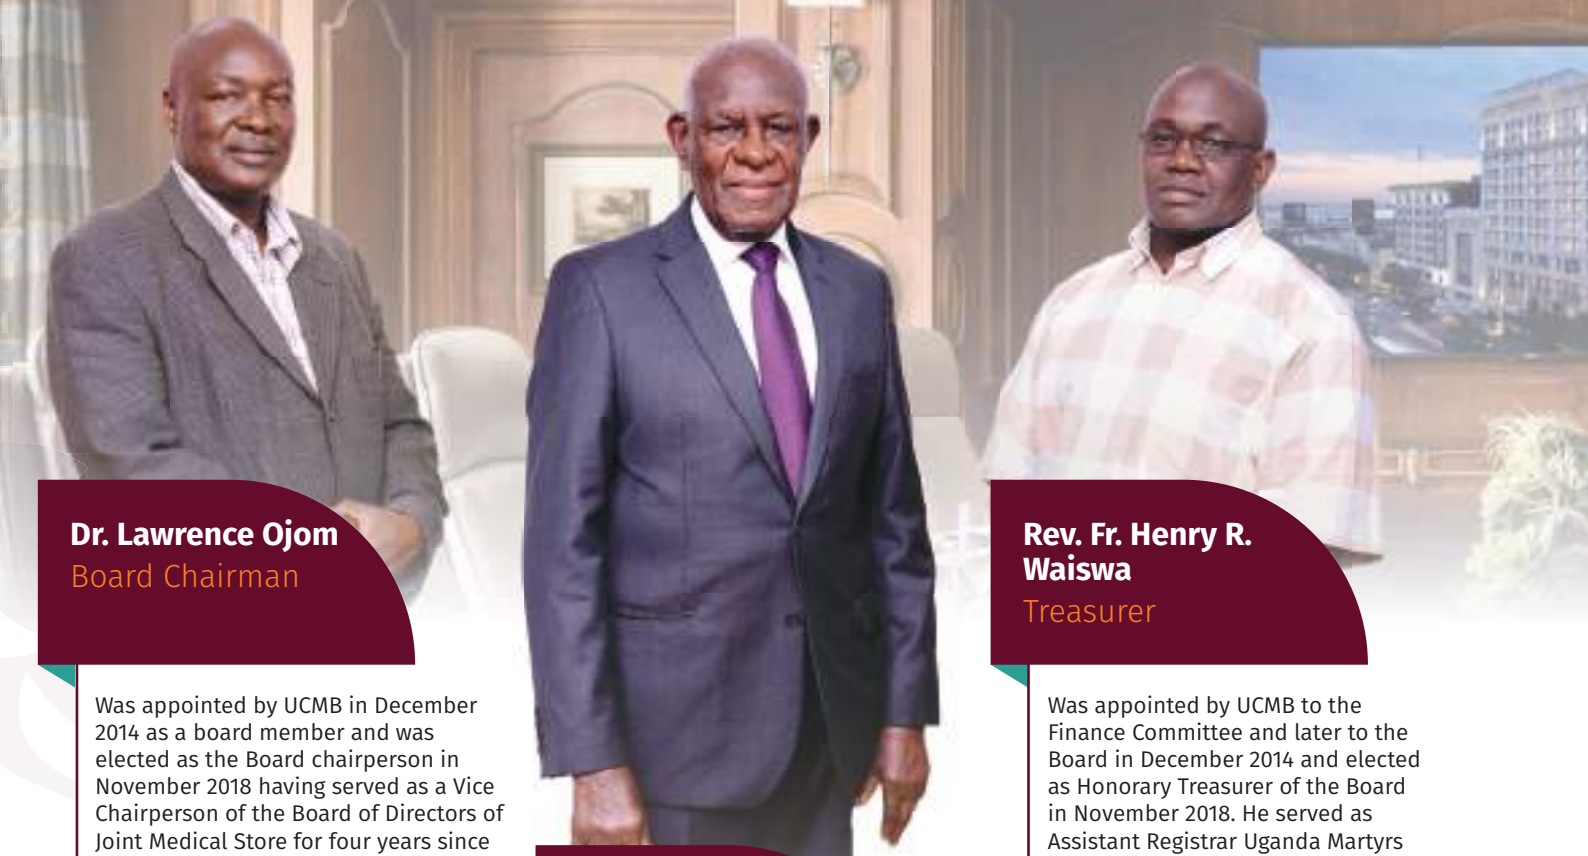 Dr. Lawrence Ojom
Board Chairman
Was appointed by UCMB in December
2014 as a board member and was
elected as the Board chairperson in
November 2018 having served as a Vice
Chairperson of the Board of Directors of
Joint Medical Store for four years since
Rev. Fr. Henry R.
Waiswa
Treasurer
Was appointed by UCMB to the
Finance Committee and later to the
Board in December 2014 and elected
as Honorary Treasurer of the Board
in November 2018. He served as
Assistant Registrar Uganda Martyrs